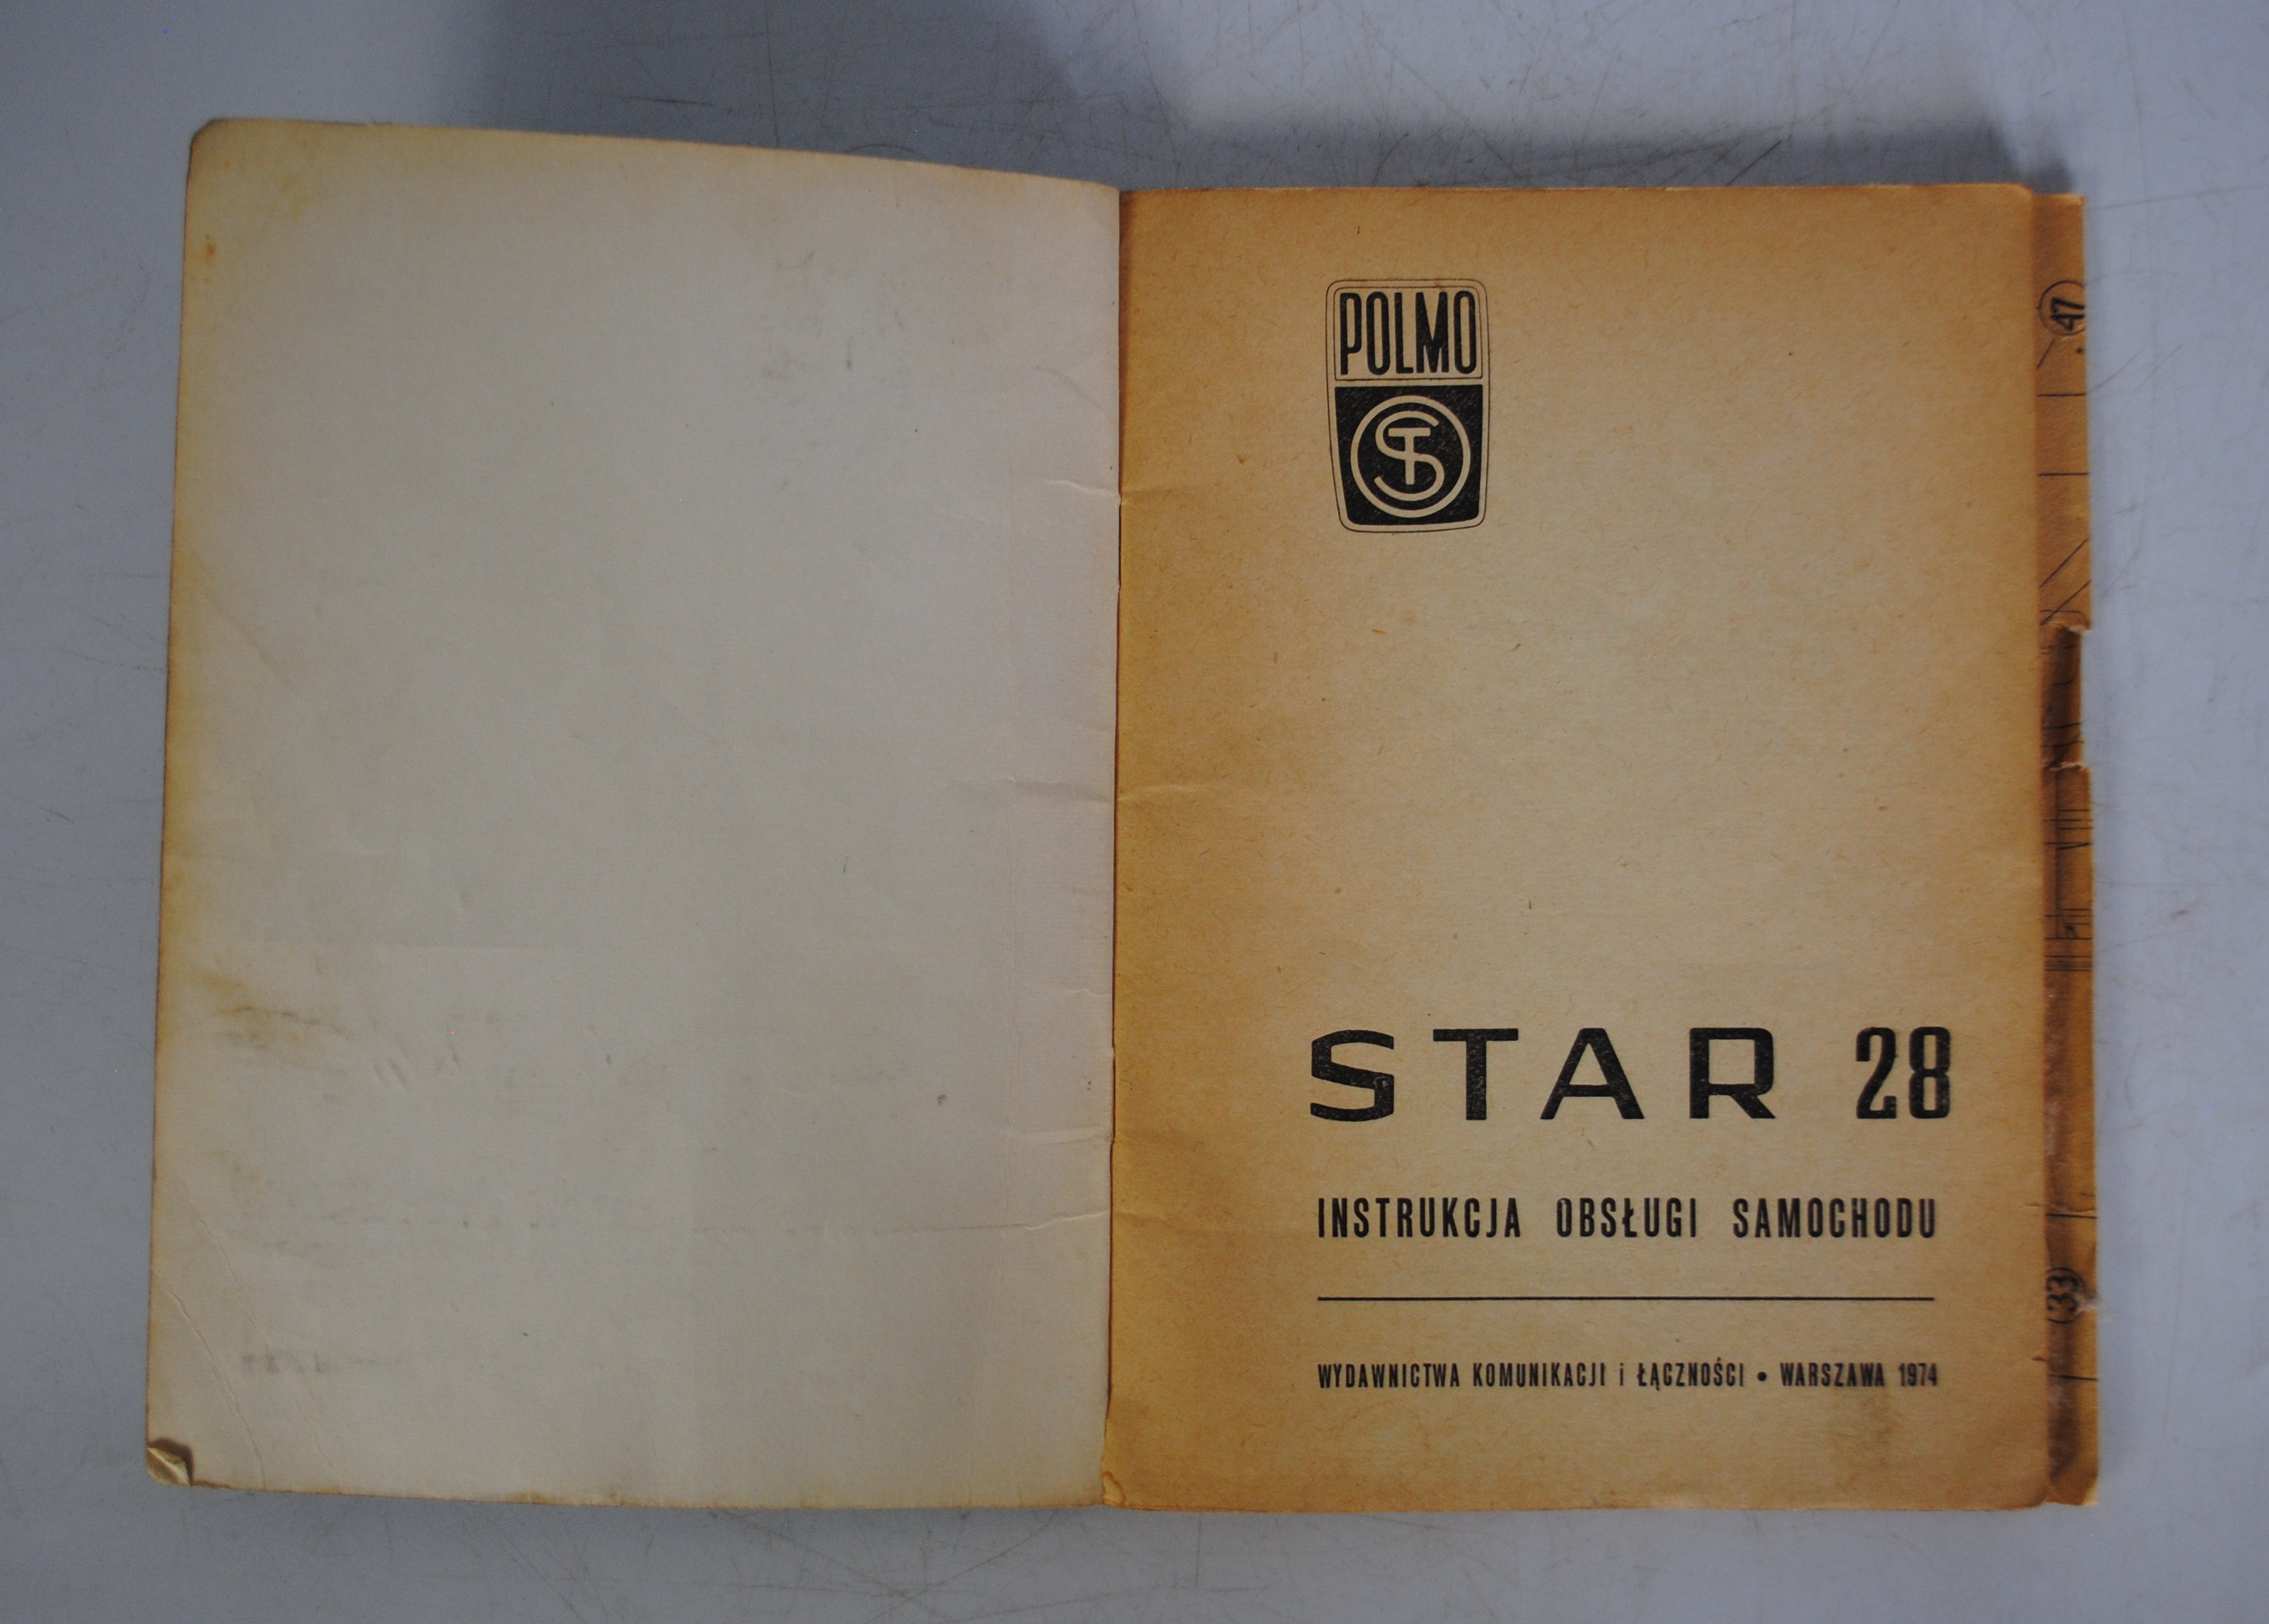 POLMO
ST
STAR 28
INSTRUKCJA OBSŁUGI SAMOCHODU
WYDAWNICTWA KOMUNIKACJI i ŁĄCZNOŚCI • WARSZAWA 1974
47
(33)